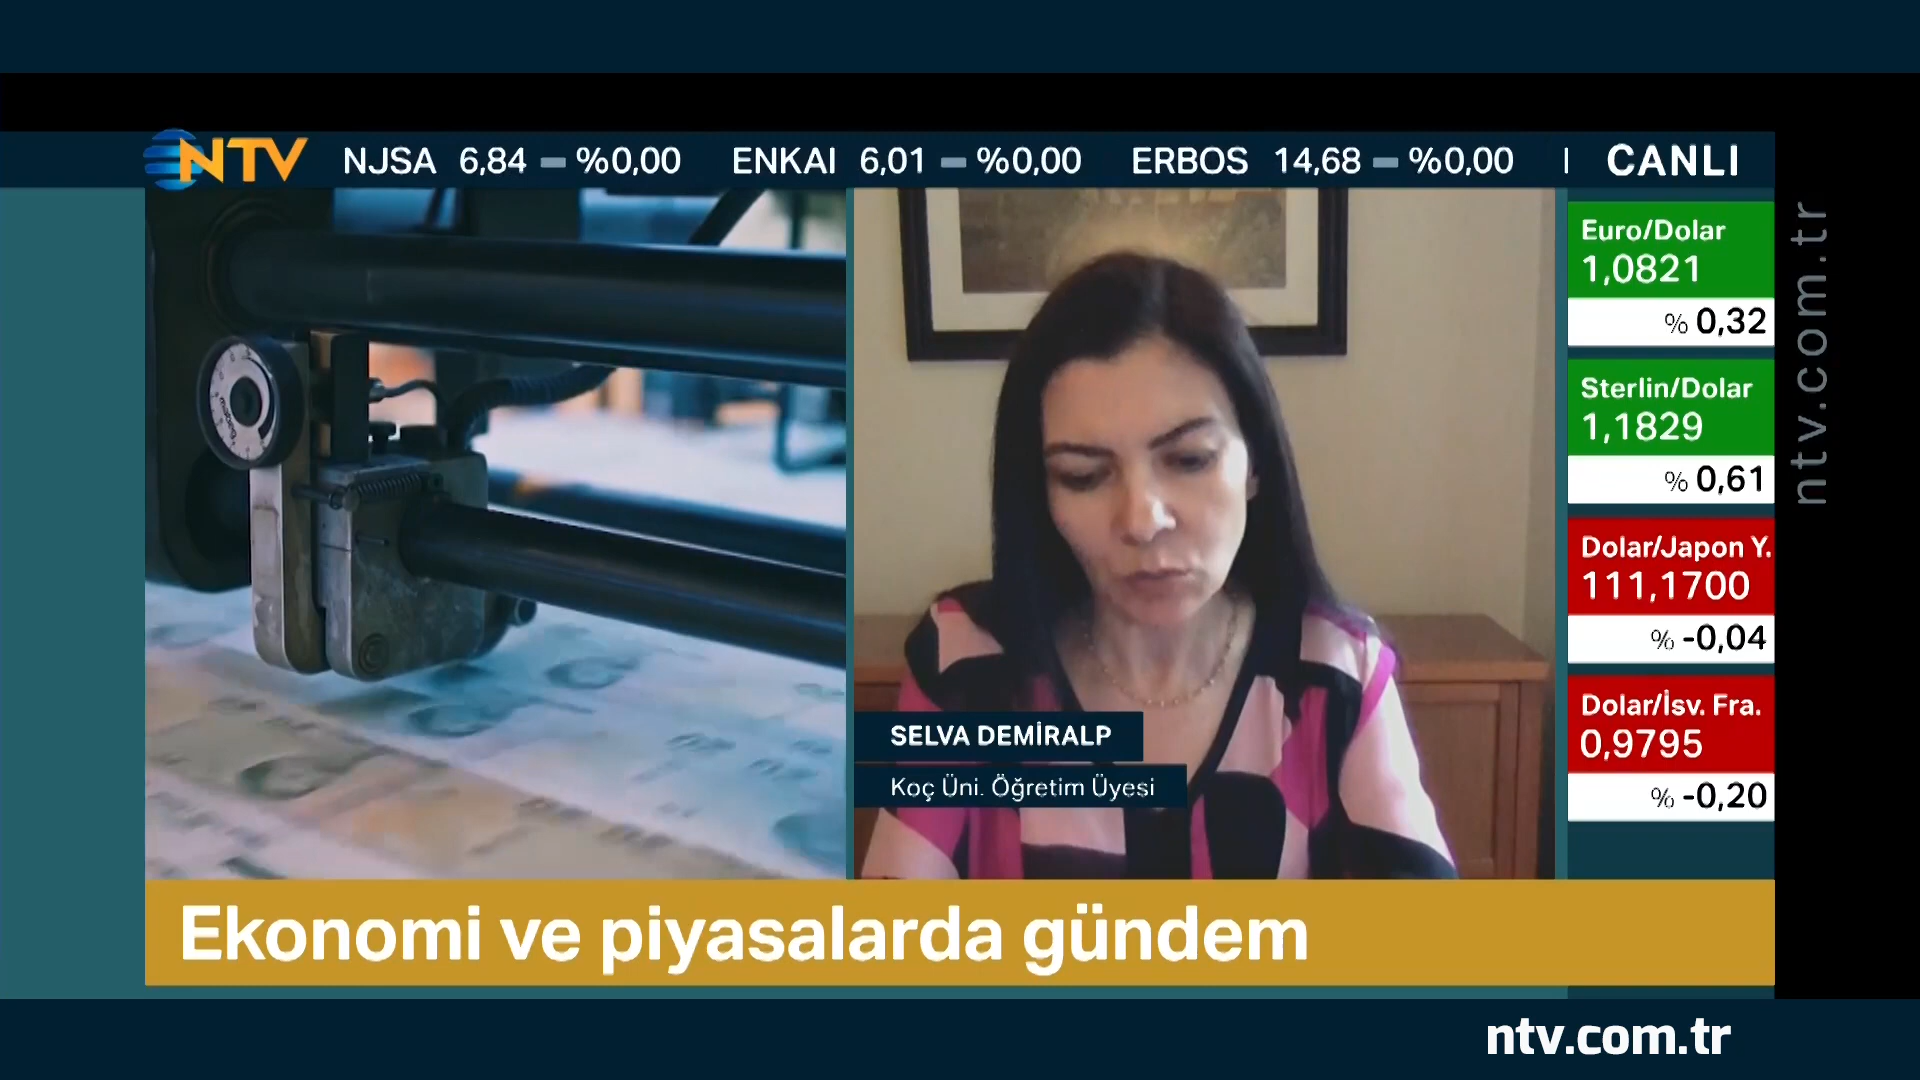 NTV
NJSA 6,84 %0,00 ENKAI 6,01 %0,00 ERBOS 14,68 %0,00 CANLI
Euro/Dolar
1,0821
% 0,32
Sterlin/Dolar
1,1829
% 0,61
Dolar/Japon Y.
111,1700
% -0,04
Dolar/İsv. Fra.
0,9795
% -0,20
ntv.com.tr
SELVA DEMİRALP
Koç Üni. Öğretim Üyesi
Ekonomi ve piyasalarda gündem
ntv.com.tr